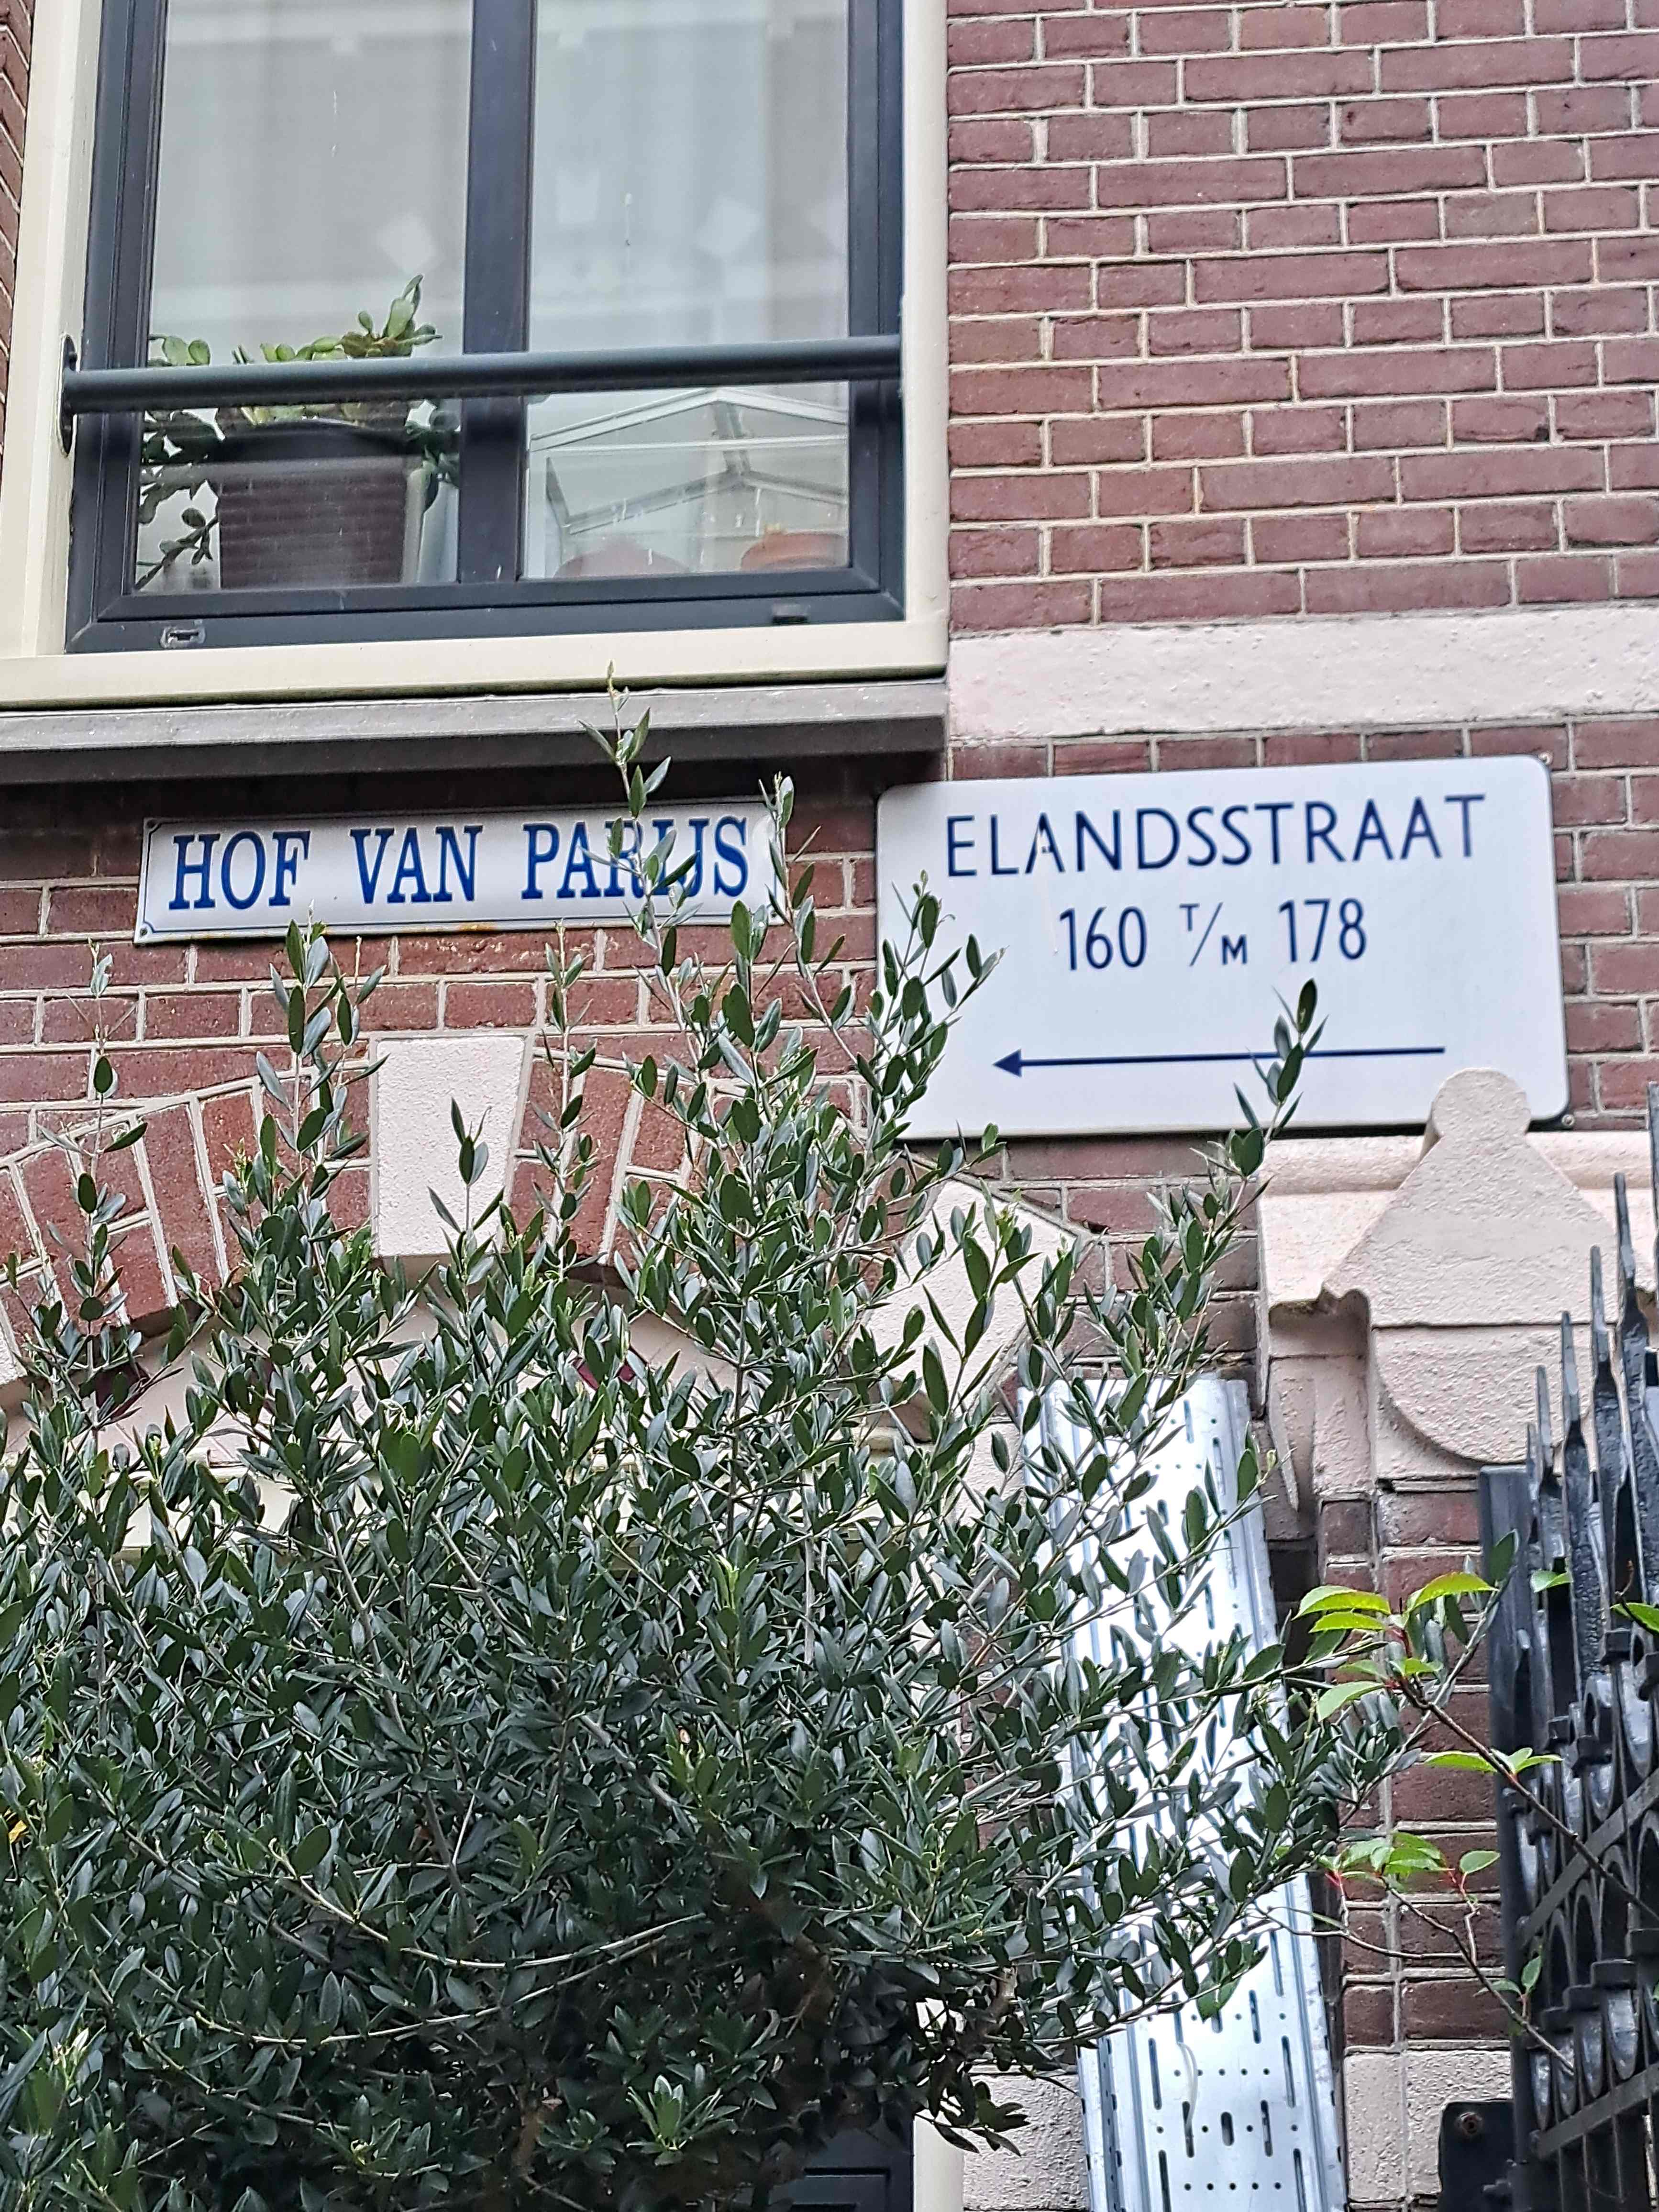 HOF VAN PARIJS
ELANDSSTRAAT
160 T/M 178